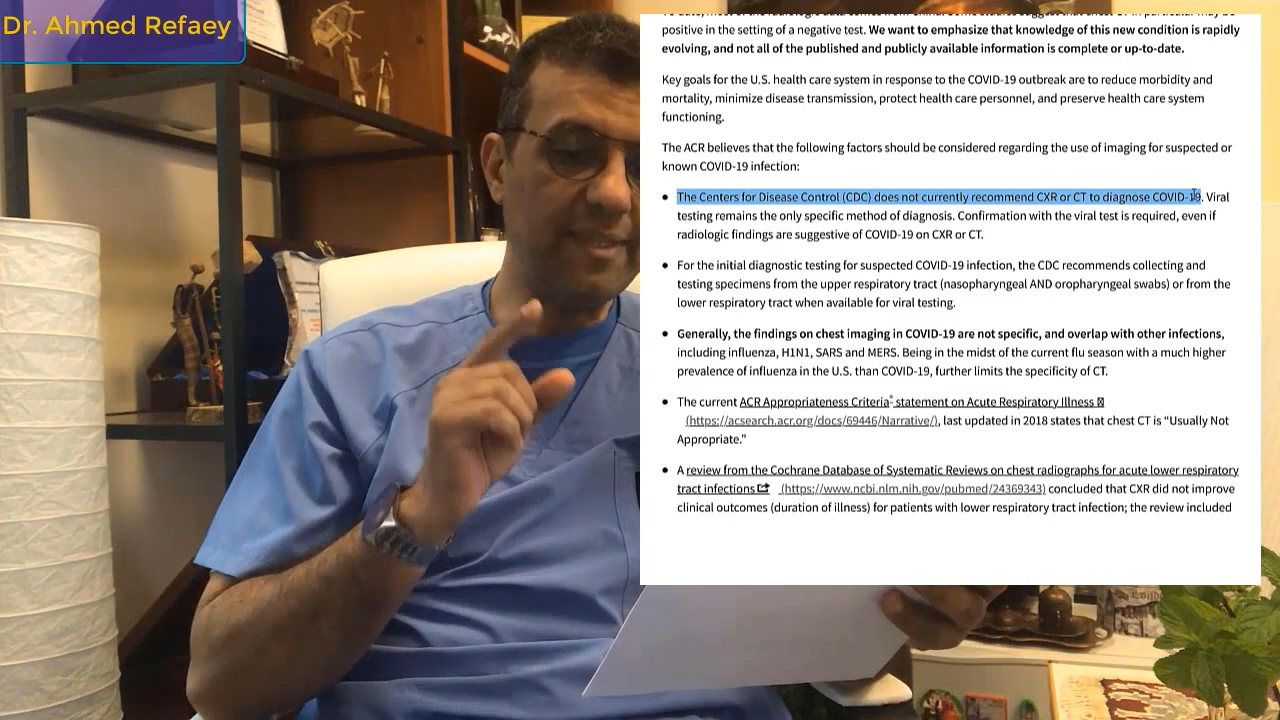 Dr. Ahmed Refaey
positive in the setting of a negative test. We want to emphasize that knowledge of this new condition is rapidly
evolving, and not all of the published and publicly available information is complete or up-to-date.
Key goals for the U.S. health care system in response to the COVID-19 outbreak are to reduce morbidity and
mortality, minimize disease transmission, protect health care personnel, and preserve health care system
functioning.
The ACR believes that the following factors should be considered regarding the use of imaging for suspected or
known COVID-19 infection:
The Centers for Disease Control (CDC) does not currently recommend CXR or CT to diagnose COVID-19. Viral
testing remains the only specific method of diagnosis. Confirmation with the viral test is required, even if
radiologic findings are suggestive of COVID-19 on CXR or CT.
For the initial diagnostic testing for suspected COVID-19 infection, the CDC recommends collecting and
testing specimens from the upper respiratory tract (nasopharyngeal AND oropharyngeal swabs) or from the
lower respiratory tract when available for viral testing.
Generally, the findings on chest imaging in COVID-19 are not specific, and overlap with other infections,
including influenza, H1N1, SARS and MERS. Being in the midst of the current flu season with a much higher
prevalence of influenza in the U.S. than COVID-19, further limits the specificity of CT.
The current ACR Appropriateness Criteria® statement on Acute Respiratory Illness
(https://acsearch.acr.org/docs/69446/Narrative/), last updated in 2018 states that chest CT is “Usually Not
Appropriate.”
A review from the Cochrane Database of Systematic Reviews on chest radiographs for acute lower respiratory
tract infections (https://www.ncbi.nlm.nih.gov/pubmed/24369343) concluded that CXR did not improve
clinical outcomes (duration of illness) for patients with lower respiratory tract infection; the review included